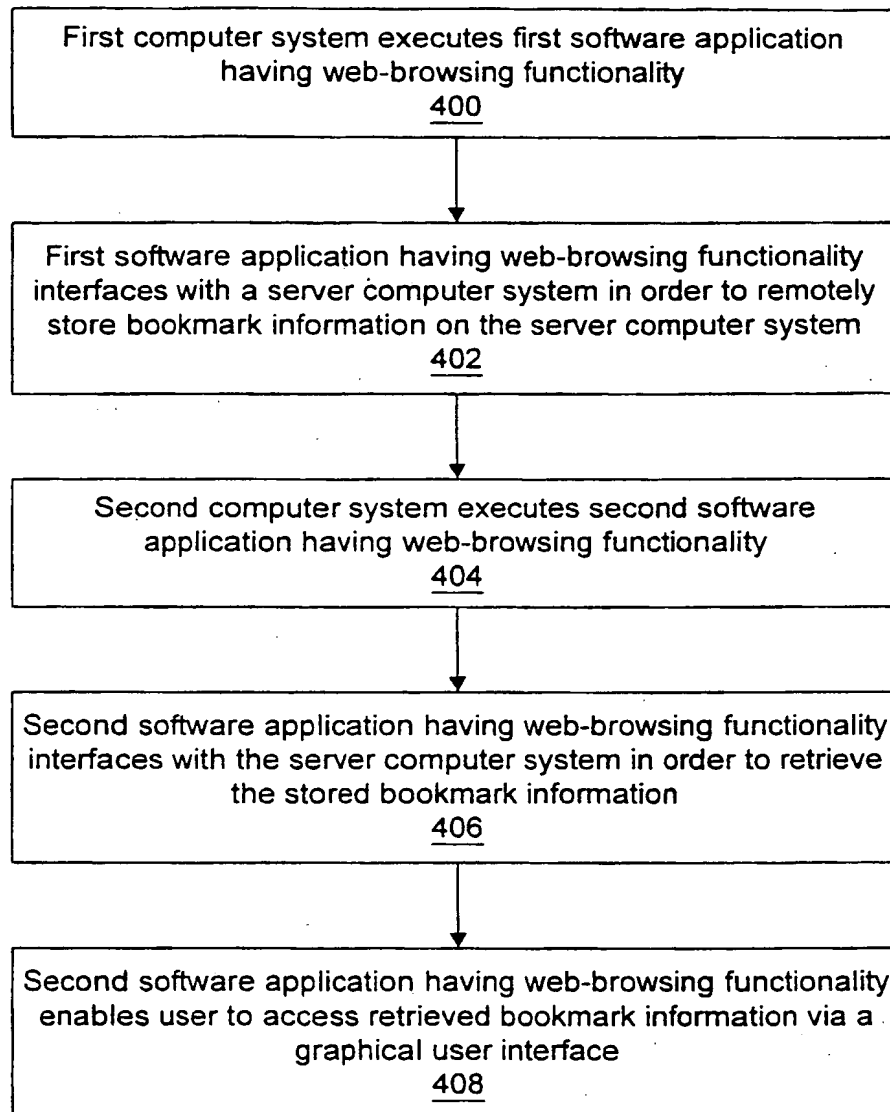 First computer system executes first software application
having web-browsing functionality
400
First software application having web-browsing functionality
interfaces with a server computer system in order to remotely
store bookmark information on the server computer system
402
Second computer system executes second software
application having web-browsing functionality
404
Second software application having web-browsing functionality
interfaces with the server computer system in order to retrieve
the stored bookmark information
406
Second software application having web-browsing functionality
enables user to access retrieved bookmark information via a
graphical user interface
408